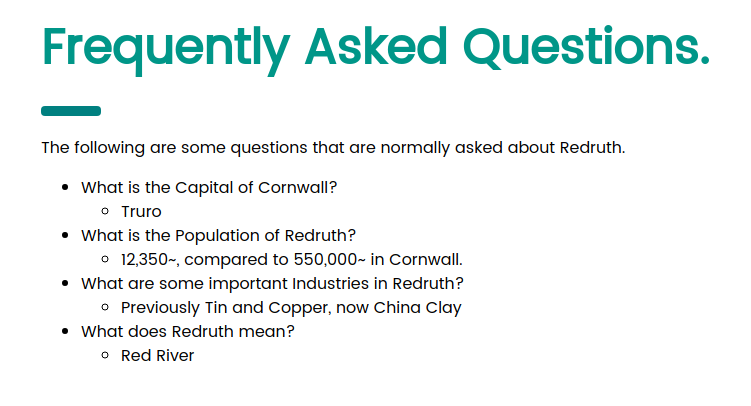 Frequently Asked Questions.
The following are some questions that are normally asked about Redruth.
What is the Capital of Cornwall?
Truro
What is the Population of Redruth?
12,350~, compared to 550,000~ in Cornwall.
What are some important Industries in Redruth?
Previously Tin and Copper, now China Clay
What does Redruth mean?
Red River